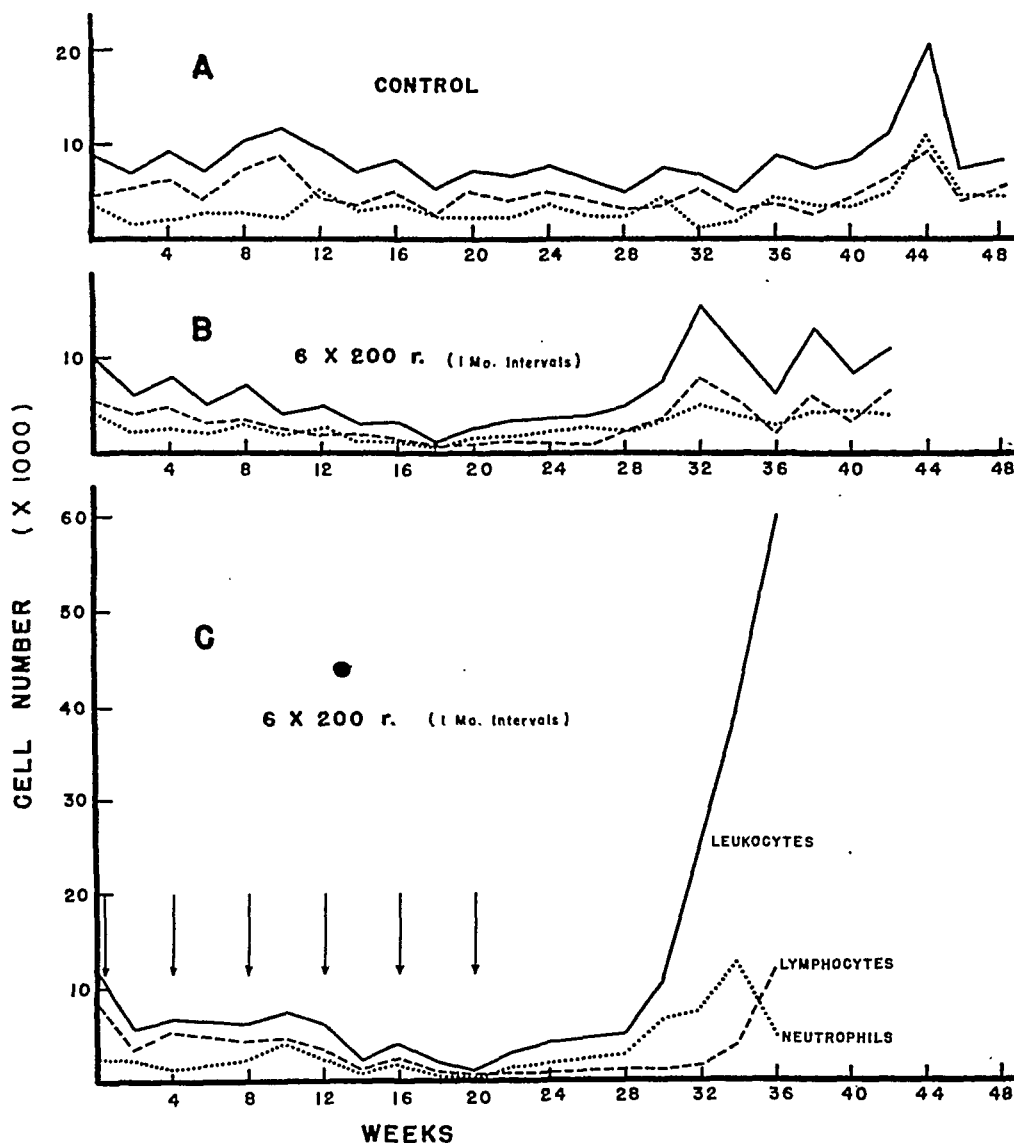 20
A
CONTROL
10
4 8 12 16 20 24 28 32 36 40 44 48
B
6 X 200 r. (1 Mo. Intervals)
10
4 8 12 16 20 24 28 32 36 40 44 48
CELL NUMBER (X 1000)
60
50
C
40
6 X 200 r. (1 Mo. Intervals)
30
LEUKOCYTES
20
LYMPHOCYTES
10
NEUTROPHILS
4 8 12 16 20 24 28 32 36 40 44 48
WEEKS